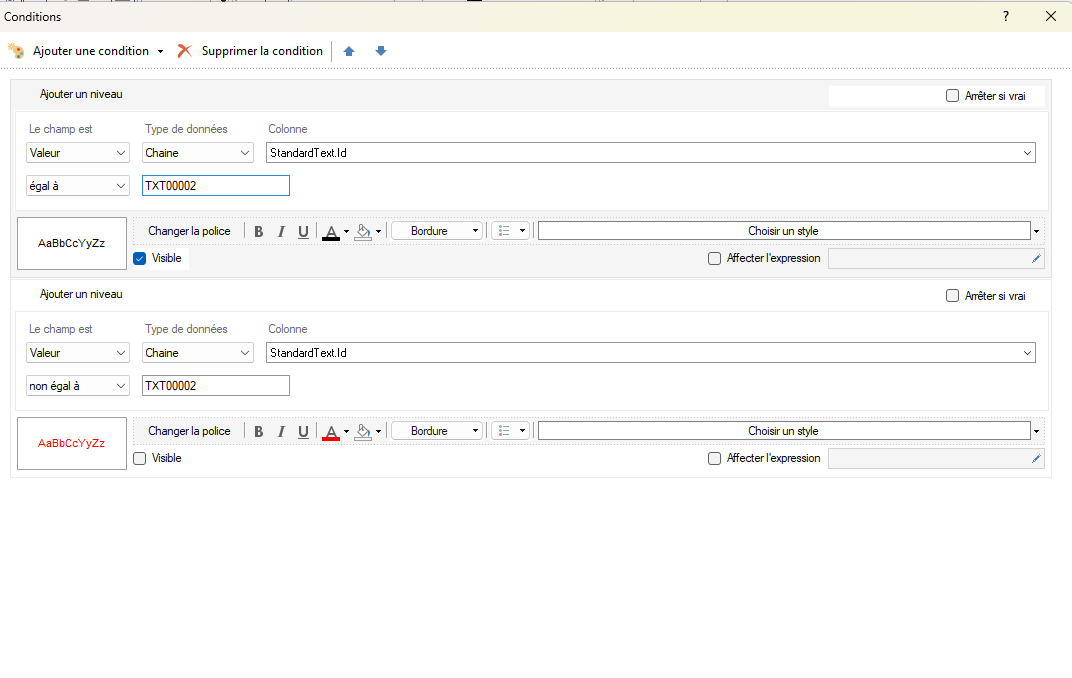 Conditions ?
Ajouter une condition Supprimer la condition
Ajouter un niveau Arrêter si vrai
Le champ est Type de données Colonne
Valeur Chaine StandardText.Id
égal à TXT00002
AaBbCcYyZz Changer la police B I U A Bordure Choisir un style
Visible Affecter l'expression
Ajouter un niveau Arrêter si vrai
Le champ est Type de données Colonne
Valeur Chaine StandardText.Id
non égal à TXT00002
AaBbCcYyZz Changer la police B I U A Bordure Choisir un style
Visible Affecter l'expression